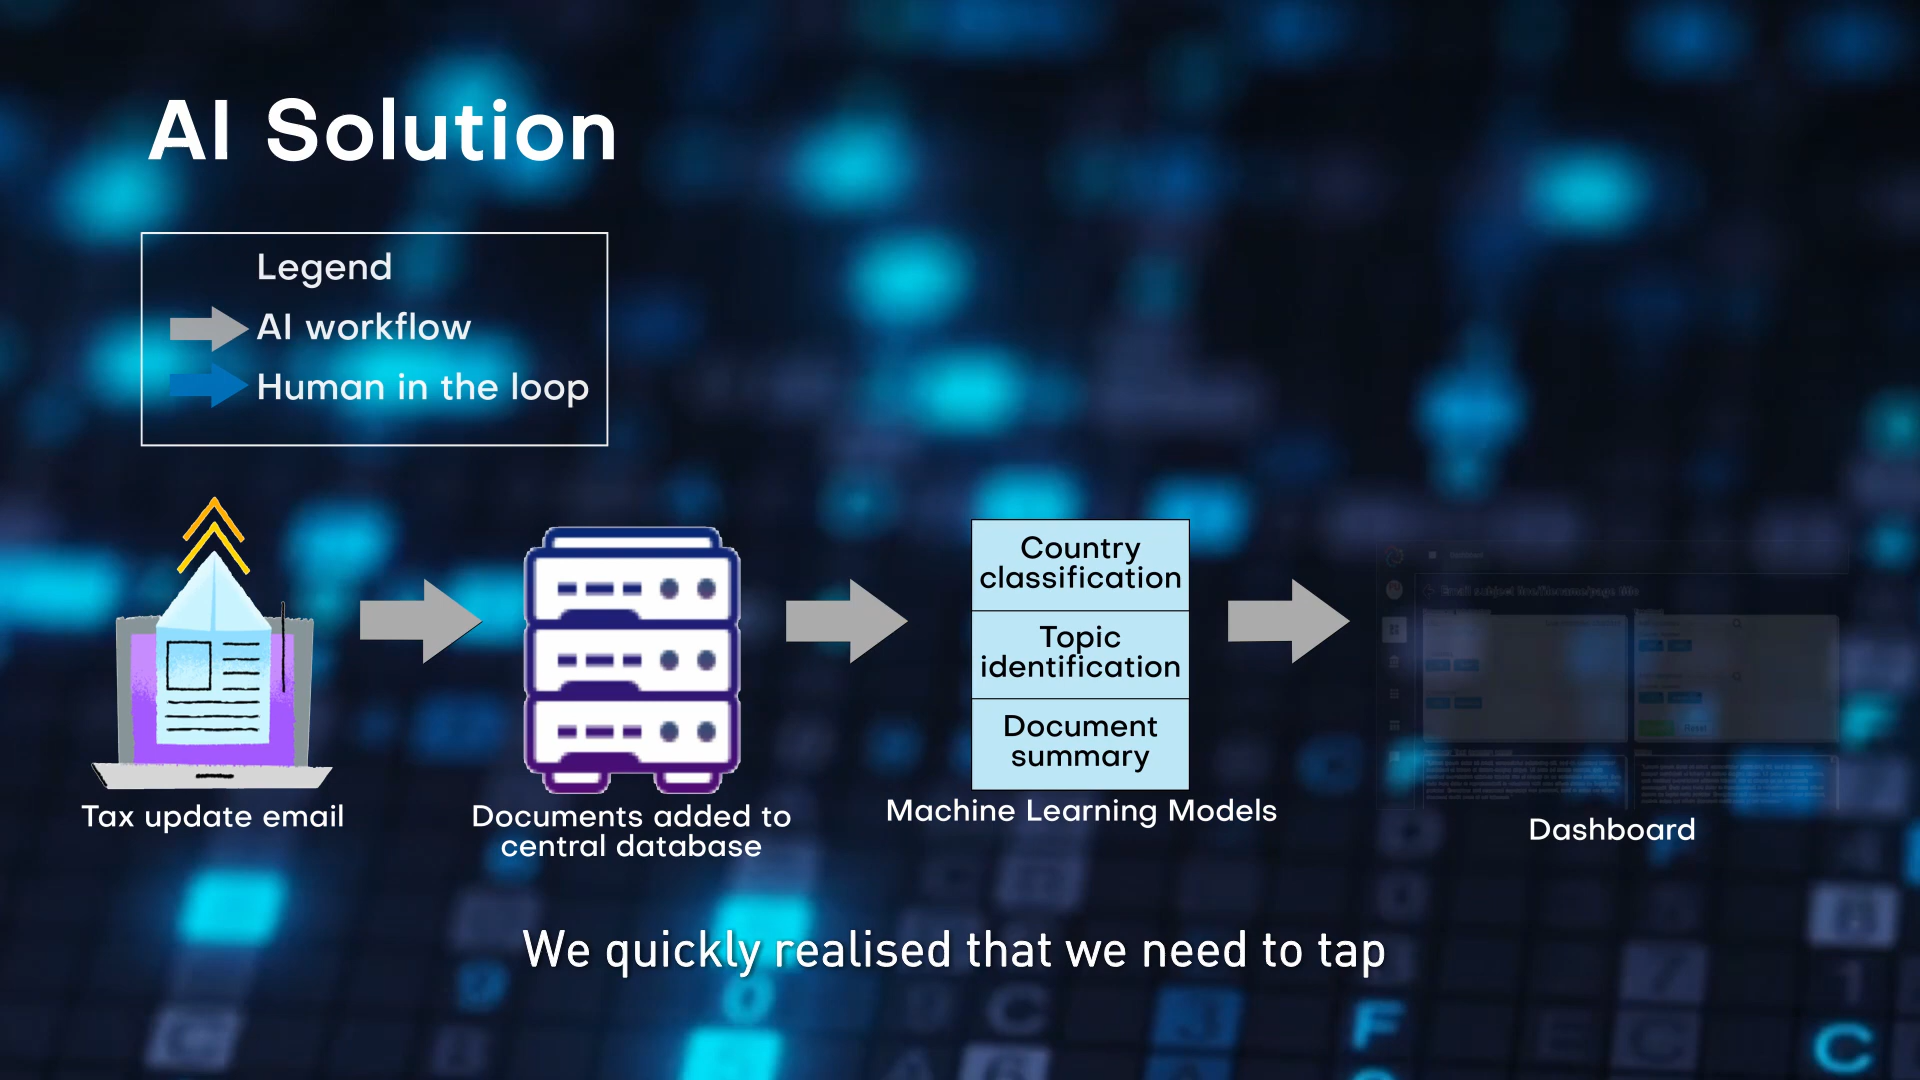 AI Solution
Legend
AI workflow
Human in the loop
Country
classification
Topic
identification
Document
summary
Tax update email
Documents added to
central database
Machine Learning Models
Dashboard
We quickly realised that we need to tap